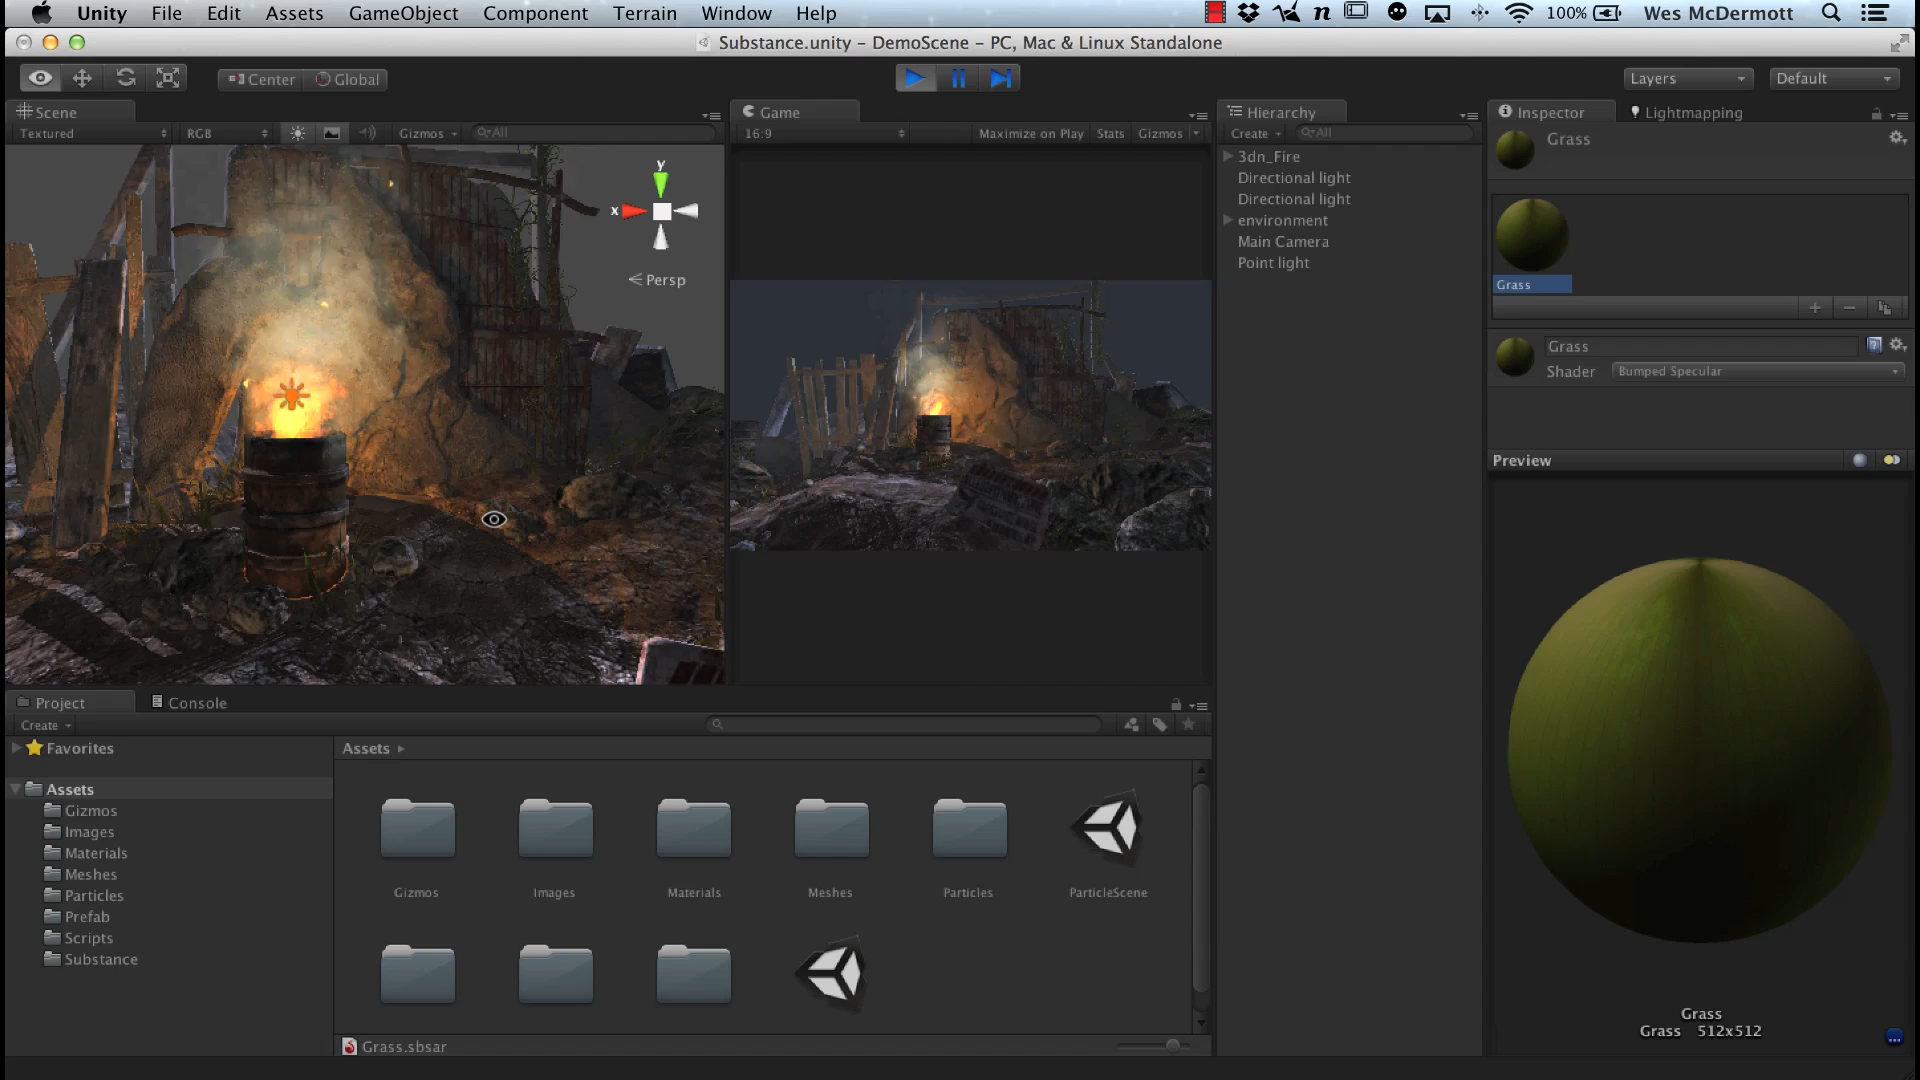 Unity File Edit Assets GameObject Component Terrain Window Help n 100% Wes McDermott
Substance.unity – DemoScene – PC, Mac & Linux Standalone
Center Global Layers Default
Scene
Textured RGB Gizmos All
y
x
Persp
Game
16:9 Maximize on Play Stats Gizmos
Hierarchy
Create All
3dn_Fire
Directional light
Directional light
environment
Main Camera
Point light
Inspector Lightmapping
Grass
Grass
Grass
Shader Bumped Specular
Preview
Grass
Grass 512x512
Project Console
Create
Favorites
Assets
Gizmos
Images
Materials
Meshes
Particles
Prefab
Scripts
Substance
Assets
Gizmos Images Materials Meshes Particles ParticleScene
Grass.sbsar